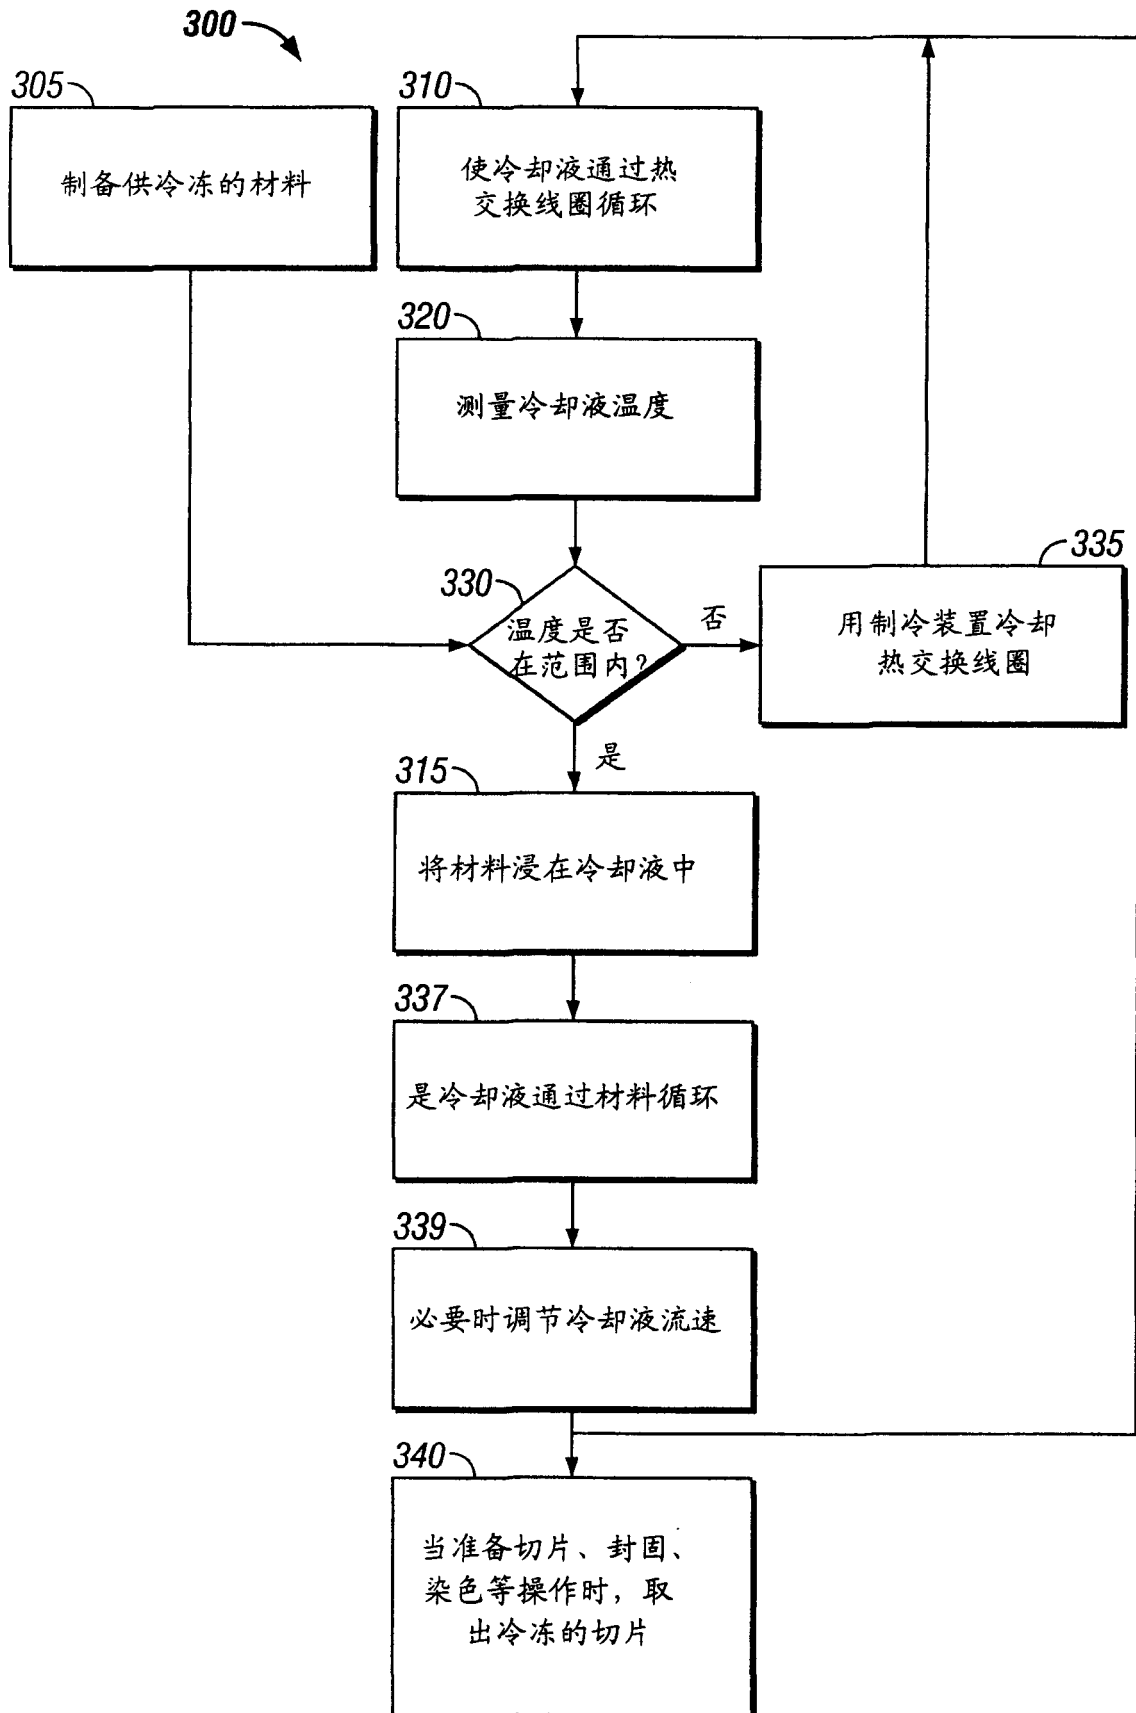 300
305
制备供冷冻的材料
310
使冷却液通过热
交换线圈循环
320
测量冷却液温度
330
温度是否
在范围内?
否
335
用制冷装置冷却
热交换线圈
是
315
将材料浸在冷却液中
337
是冷却液通过材料循环
339
必要时调节冷却液流速
340
当准备切片、封固、
染色等操作时，取
出冷冻的切片